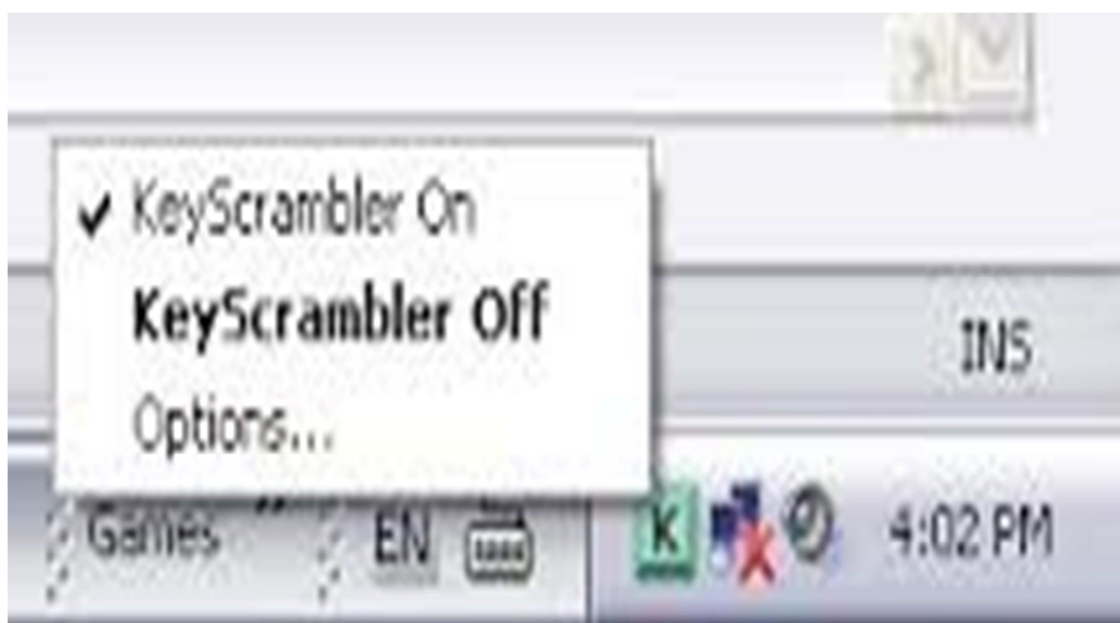 KeyScrambler On
KeyScrambler Off
Options...
INS
Games
EN
K
4:02 PM